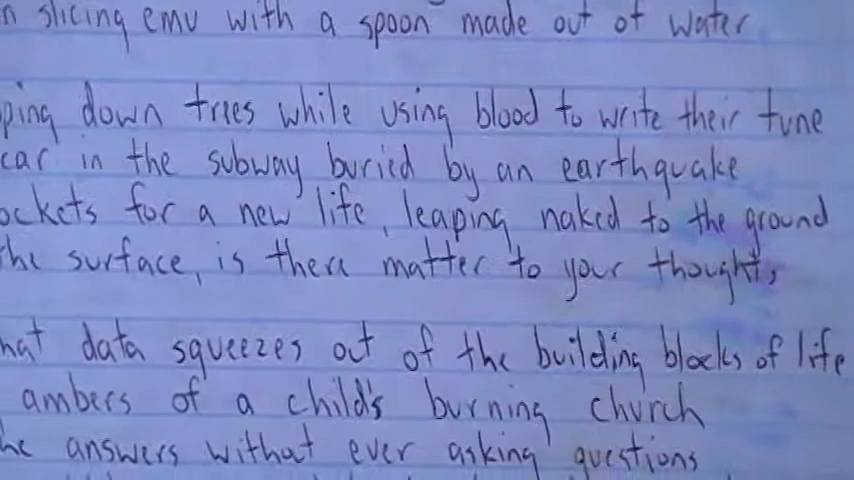 n slicing emu with a spoon made out of water
ping down trees while using blood to write their tune
car in the subway buried by an earthquake
ockets for a new life, leaping naked to the ground
he surface, is there matter to your thoughts
hat data squeezes out of the building blocks of life
ambers of a child's burning church
he answers without ever asking questions